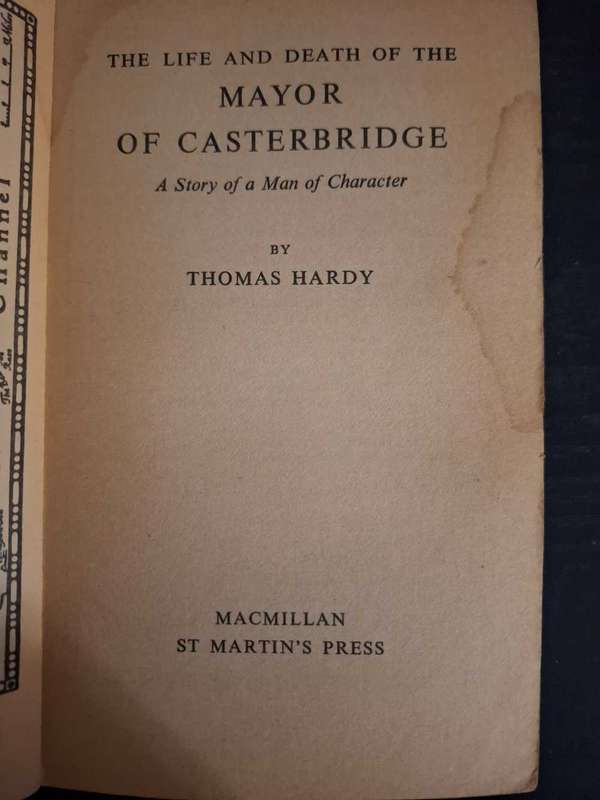 THE LIFE AND DEATH OF THE
MAYOR
OF CASTERBRIDGE
A Story of a Man of Character
BY
THOMAS HARDY
MACMILLAN
ST MARTIN'S PRESS
Channel